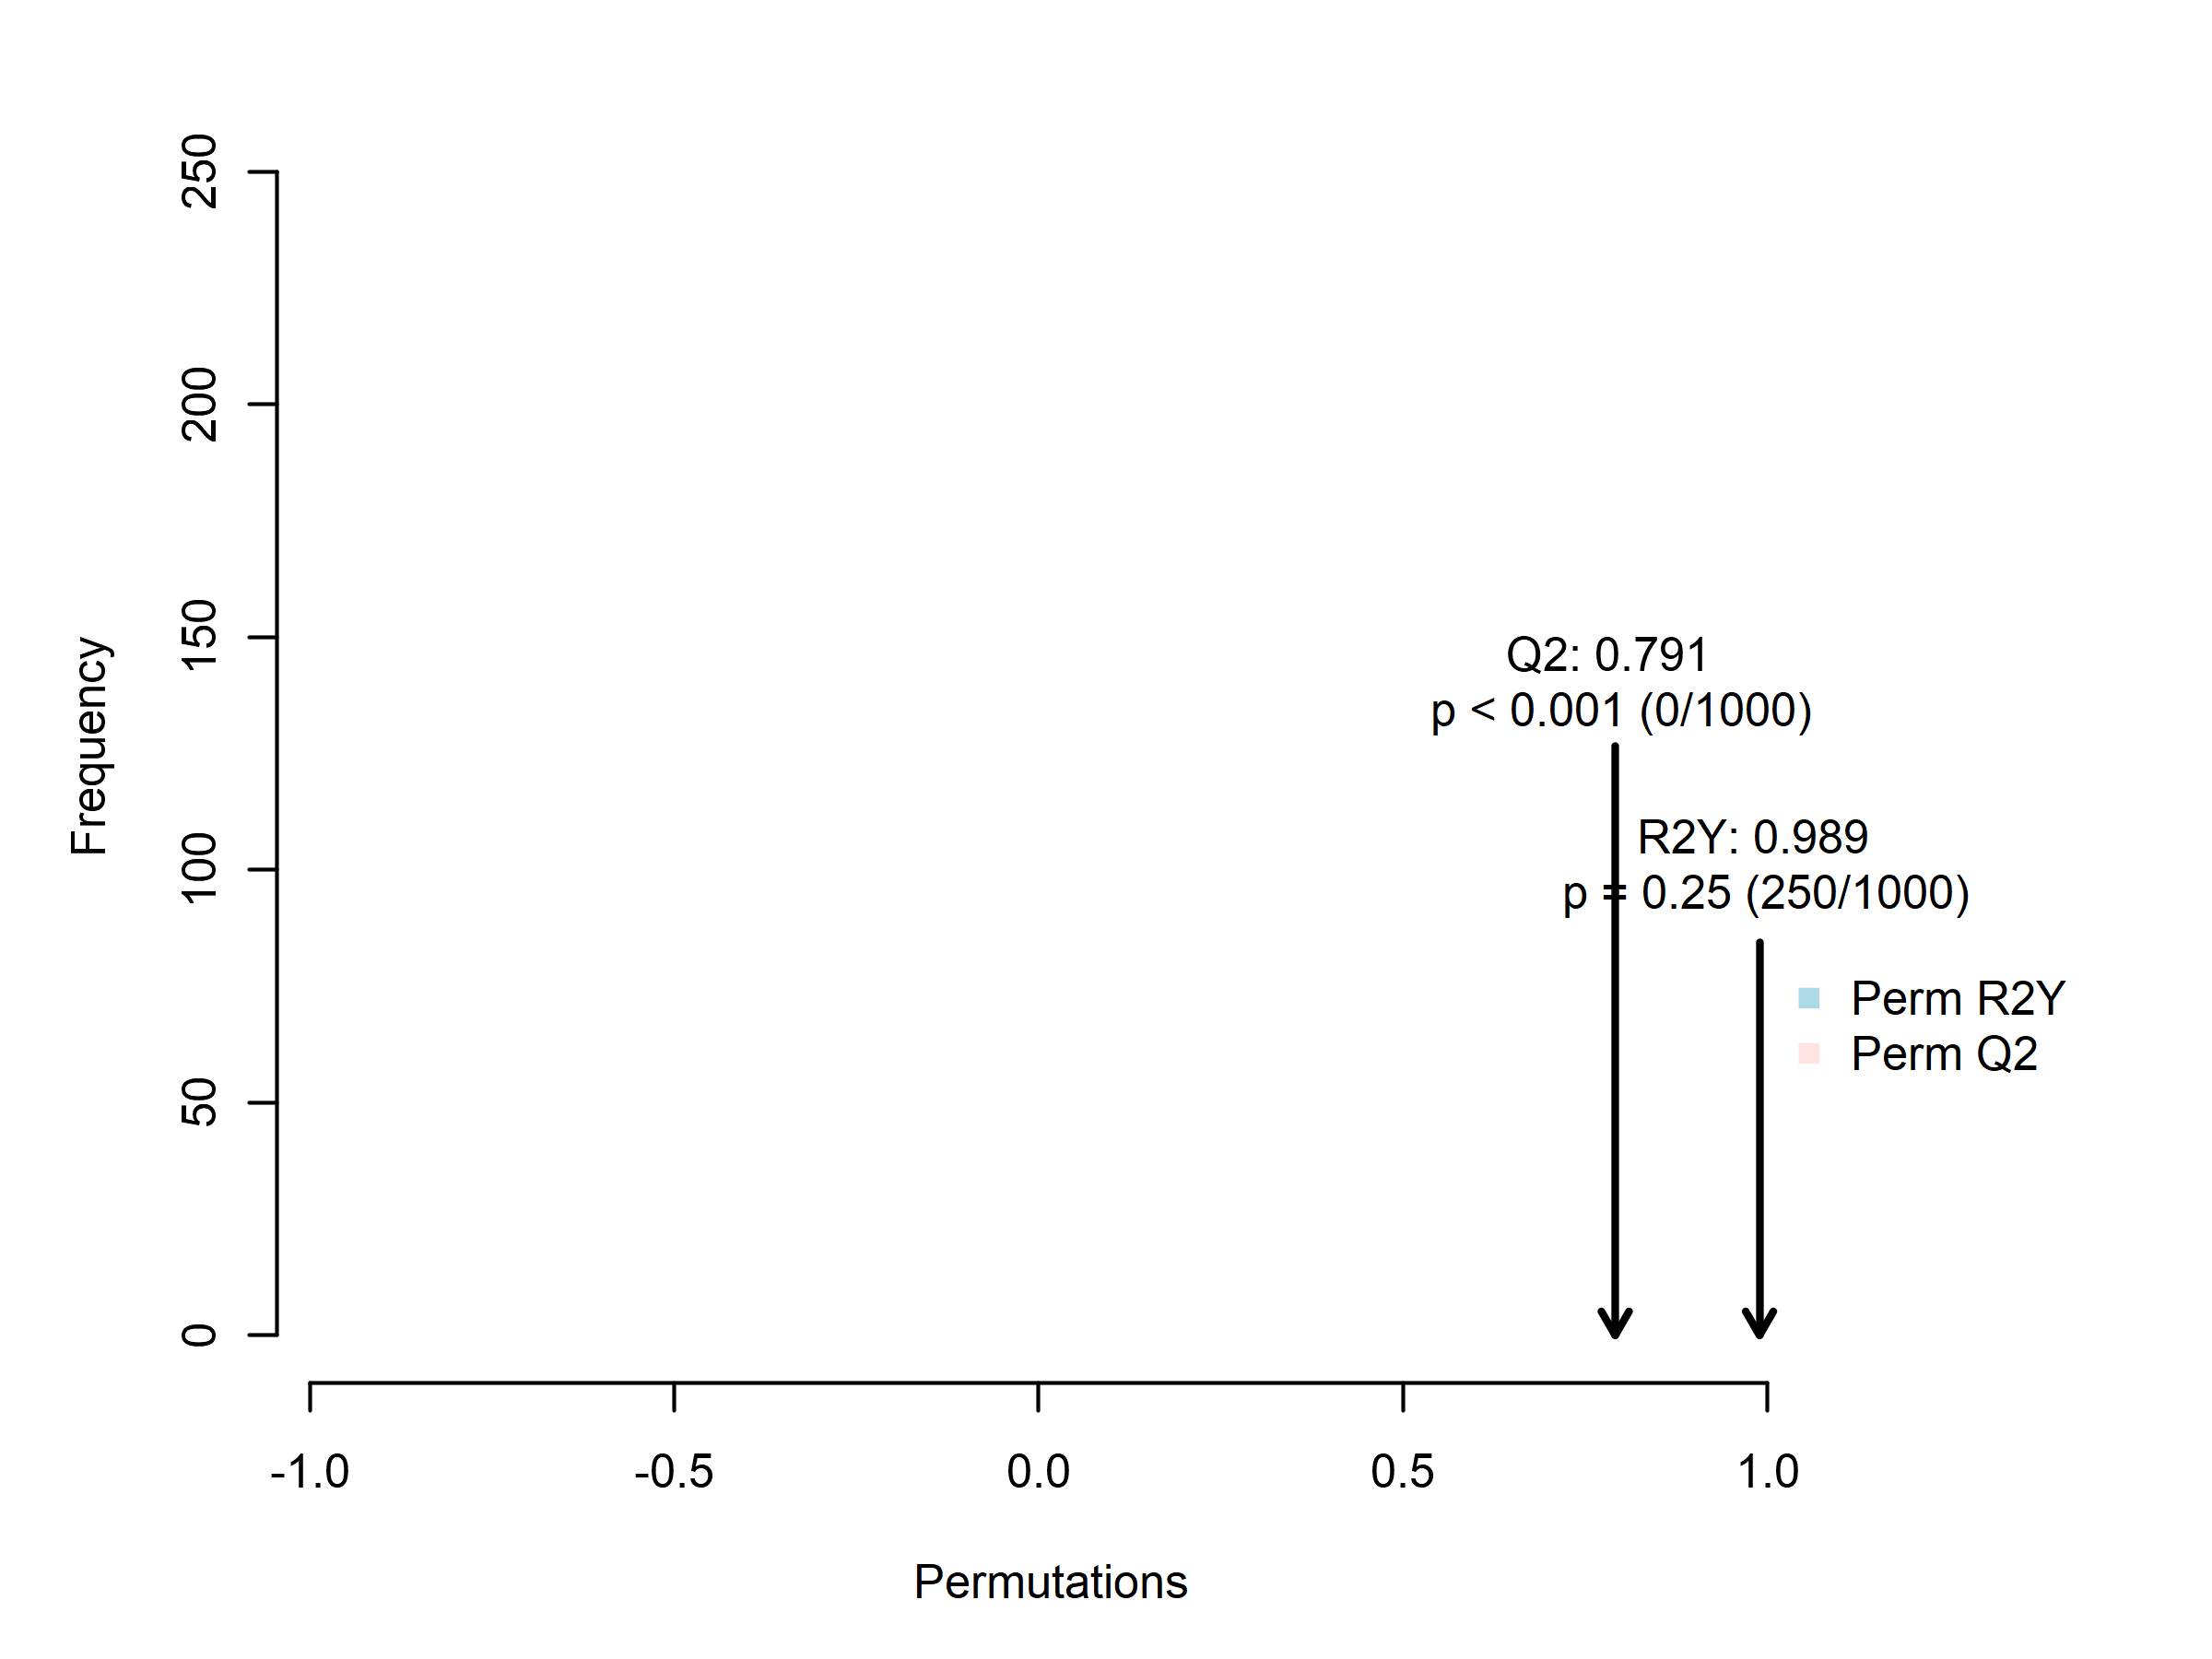 250
200
150
100
50
0
Frequency
Q2: 0.791
p < 0.001 (0/1000)
R2Y: 0.989
p = 0.25 (250/1000)
Perm R2Y
Perm Q2
-1.0
-0.5
0.0
0.5
1.0
Permutations